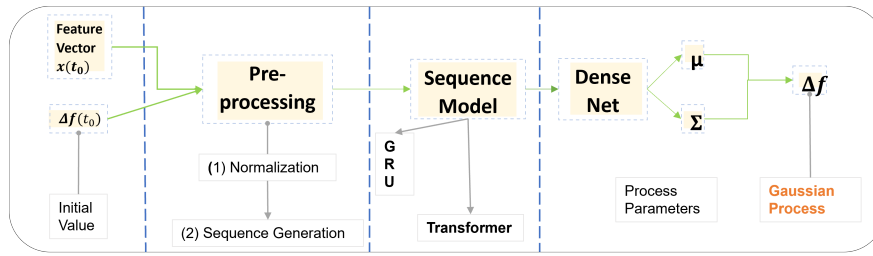 Feature
Vector
x(t₀)
Δf(t₀)
Initial
Value
Pre-
processing
(1) Normalization
(2) Sequence Generation
Sequence
Model
G
R
U
Transformer
Dense
Net
μ
Σ
Process
Parameters
Δf
Gaussian
Process